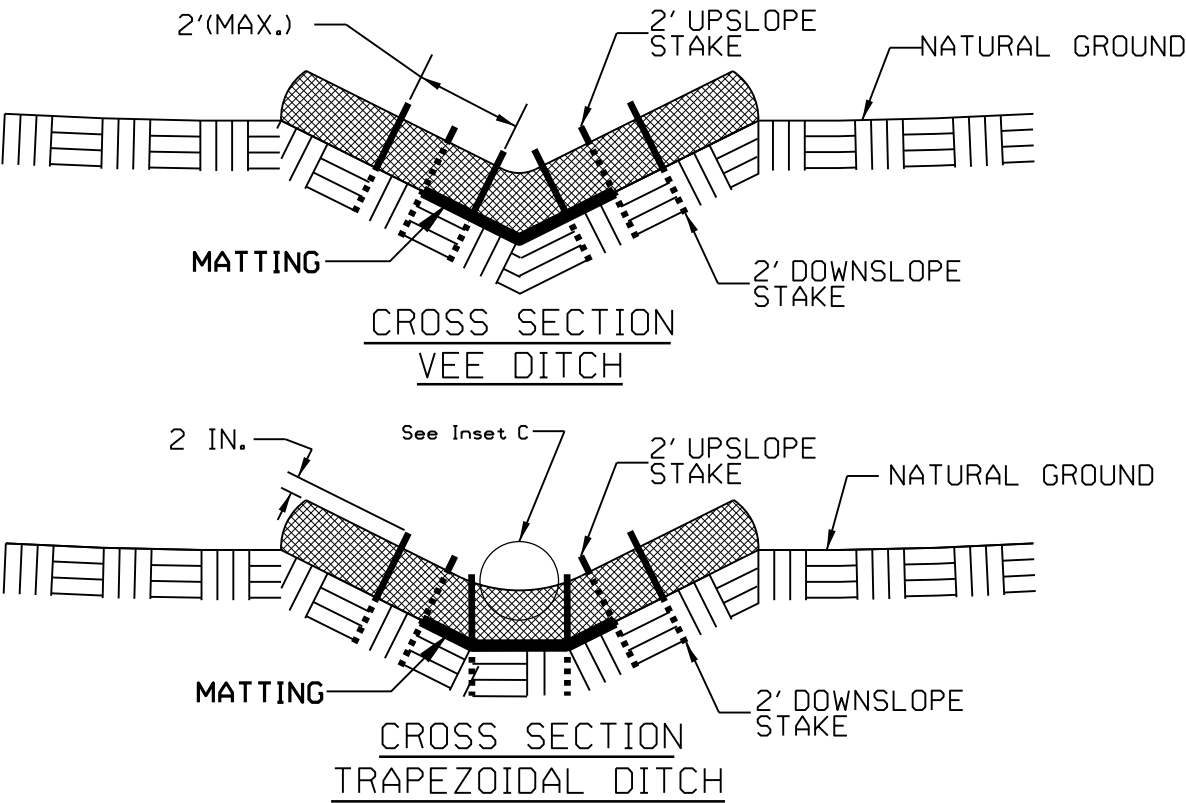 2'(MAX.)
2' UPSLOPE
STAKE
NATURAL GROUND
MATTING
2' DOWNSLOPE
STAKE
CROSS SECTION
VEE DITCH
2 IN.
See Inset C
2' UPSLOPE
STAKE
NATURAL GROUND
MATTING
2' DOWNSLOPE
STAKE
CROSS SECTION
TRAPEZOIDAL DITCH